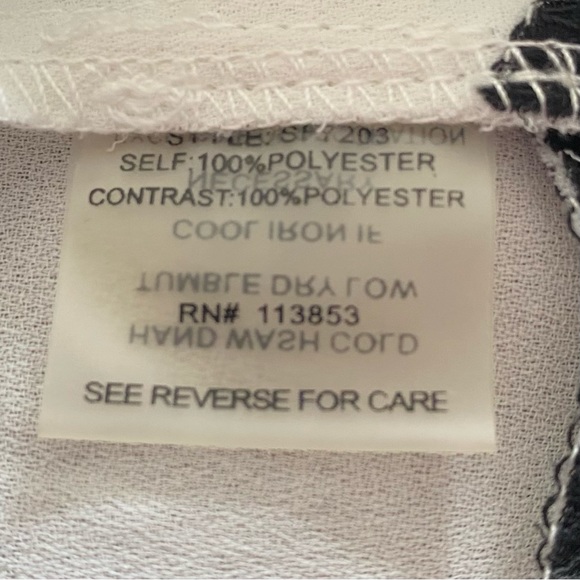 STYLE:
SELF:100%POLYESTER
NECESSARY
CONTRAST:100%POLYESTER
COOL IRON IF
TUMBLE DRY LOW
RN# 113853
HAND WASH COLD
SEE REVERSE FOR CARE